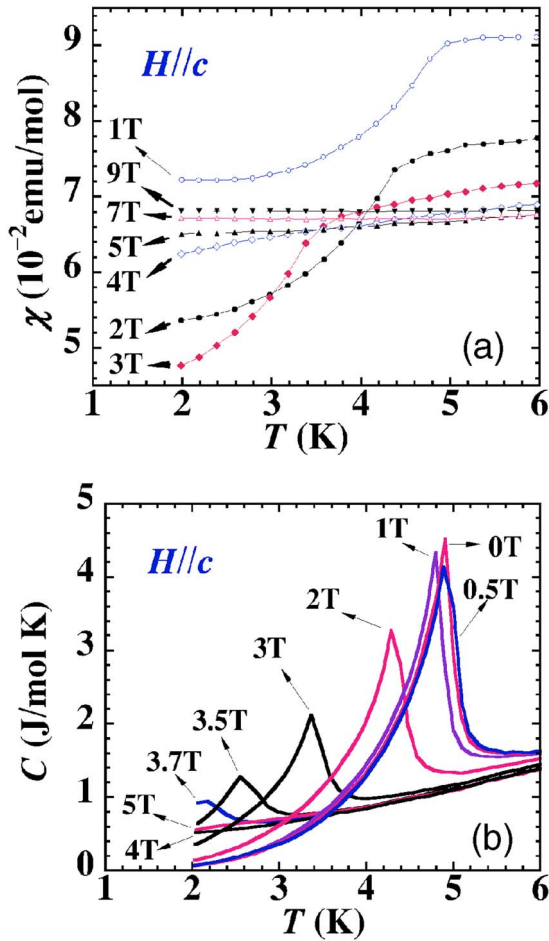 9
8
7
6
5
χ (10⁻²emu/mol)
H//c
1T
9T
7T
5T
4T
2T
3T
(a)
1 2 3 4 5 6
T (K)
5
4
3
2
1
0
C (J/mol K)
H//c
1T
0T
2T
0.5T
3T
3.5T
3.7T
5T
4T
(b)
1 2 3 4 5 6
T (K)